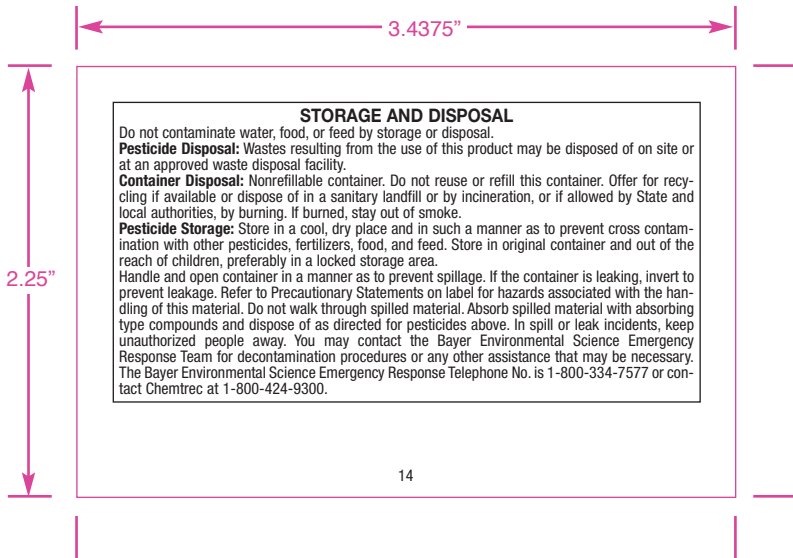 3.4375”
STORAGE AND DISPOSAL
Do not contaminate water, food, or feed by storage or disposal.
Pesticide Disposal: Wastes resulting from the use of this product may be disposed of on site or
at an approved waste disposal facility.
Container Disposal: Nonrefillable container. Do not reuse or refill this container. Offer for recy-
cling if available or dispose of in a sanitary landfill or by incineration, or if allowed by State and
local authorities, by burning. If burned, stay out of smoke.
Pesticide Storage: Store in a cool, dry place and in such a manner as to prevent cross contam-
ination with other pesticides, fertilizers, food, and feed. Store in original container and out of the
reach of children, preferably in a locked storage area.
Handle and open container in a manner as to prevent spillage. If the container is leaking, invert to
prevent leakage. Refer to Precautionary Statements on label for hazards associated with the han-
dling of this material. Do not walk through spilled material. Absorb spilled material with absorbing
type compounds and dispose of as directed for pesticides above. In spill or leak incidents, keep
unauthorized people away. You may contact the Bayer Environmental Science Emergency
Response Team for decontamination procedures or any other assistance that may be necessary.
The Bayer Environmental Science Emergency Response Telephone No. is 1-800-334-7577 or con-
tact Chemtrec at 1-800-424-9300.
2.25”
14